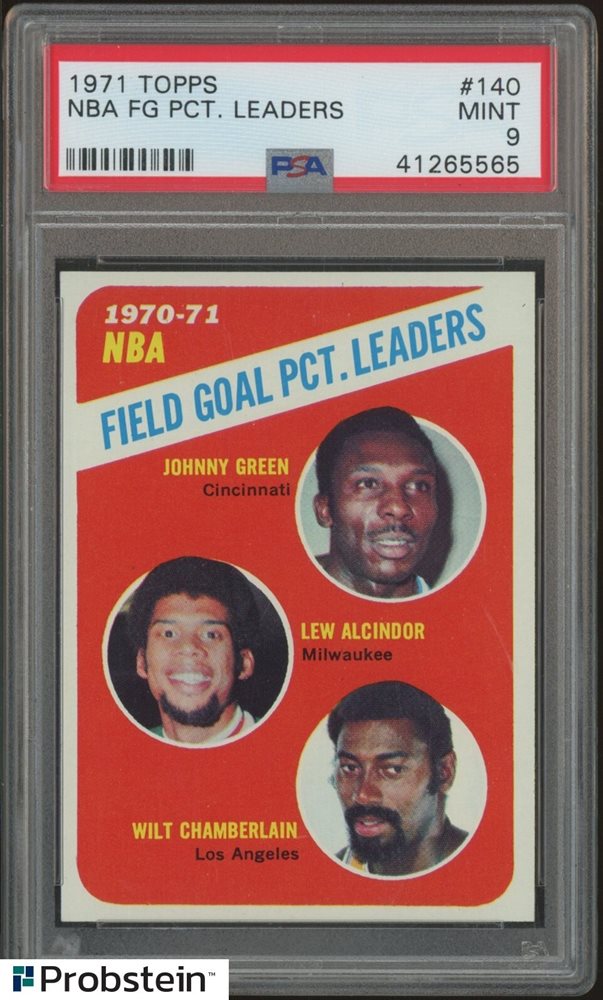 1971 TOPPS #140
NBA FG PCT. LEADERS MINT
9
PSA 41265565
1970-71
NBA
FIELD GOAL PCT. LEADERS
JOHNNY GREEN
Cincinnati
LEW ALCINDOR
Milwaukee
WILT CHAMBERLAIN
Los Angeles
Probstein™